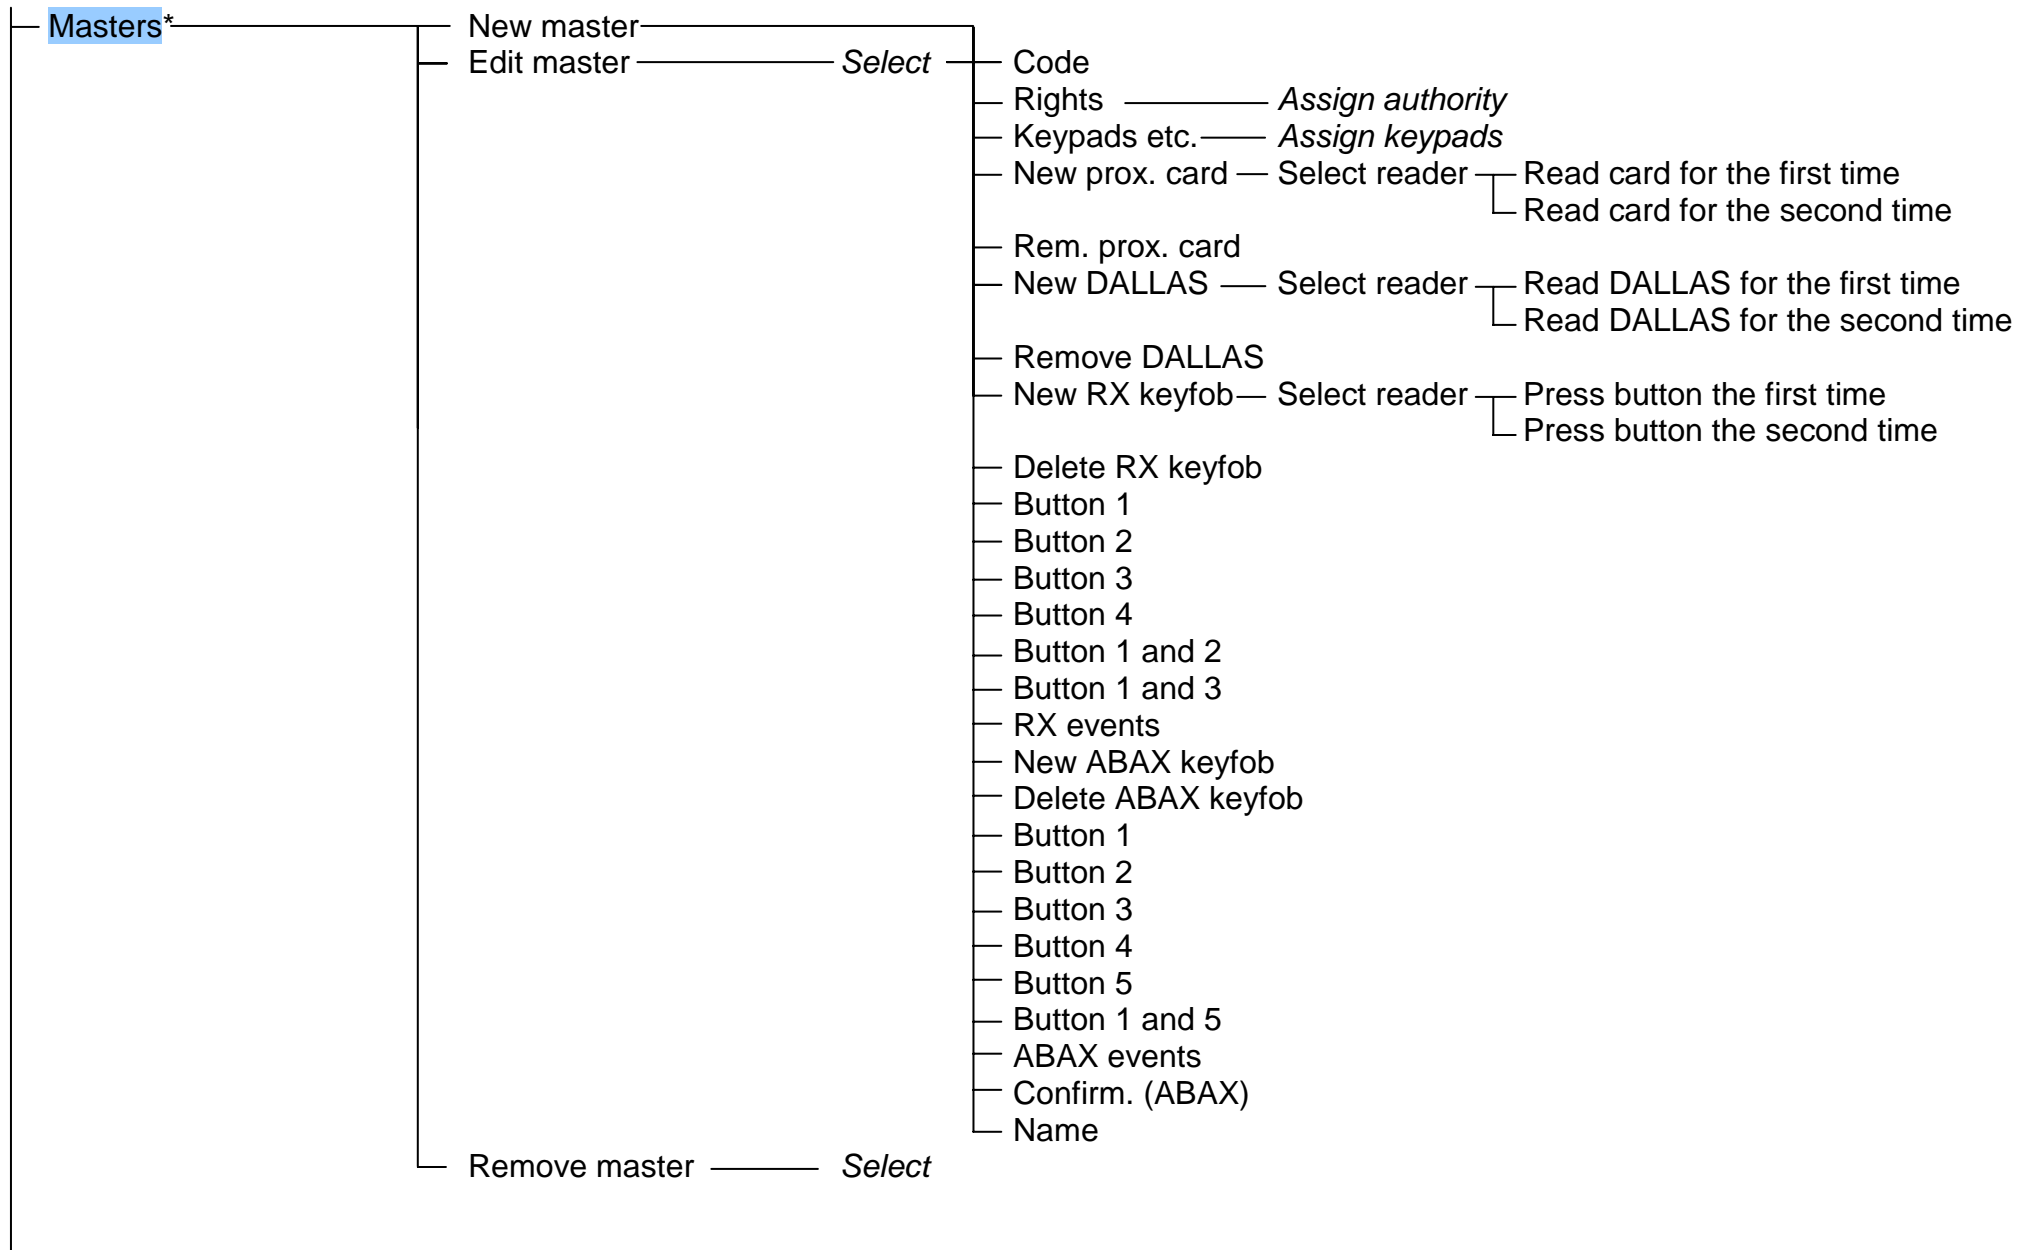 Masters* New master
Edit master Select Code
Rights Assign authority
Keypads etc. Assign keypads
New prox. card Select reader Read card for the first time
Read card for the second time
Rem. prox. card
New DALLAS Select reader Read DALLAS for the first time
Read DALLAS for the second time
Remove DALLAS
New RX keyfob Select reader Press button the first time
Press button the second time
Delete RX keyfob
Button 1
Button 2
Button 3
Button 4
Button 1 and 2
Button 1 and 3
RX events
New ABAX keyfob
Delete ABAX keyfob
Button 1
Button 2
Button 3
Button 4
Button 5
Button 1 and 5
ABAX events
Confirm. (ABAX)
Name
Remove master Select